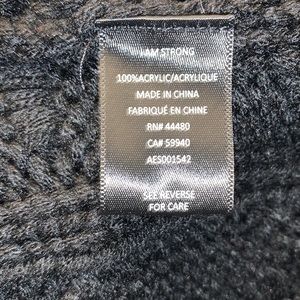 I AM STRONG
100%ACRYLIC/ACRYLIQUE
MADE IN CHINA
FABRIQUÉ EN CHINE
RN# 44480
CA# 59940
AES001542
SEE REVERSE
FOR CARE